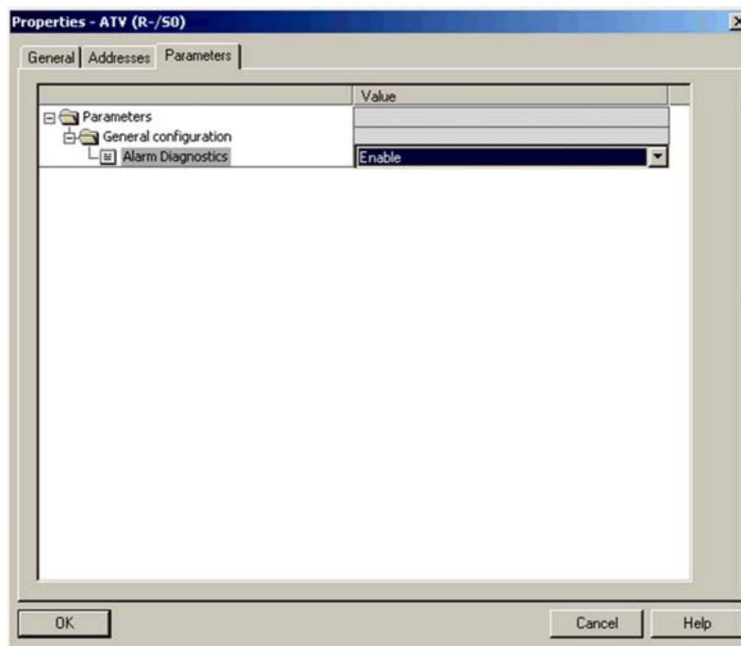 Properties - ATV (R-/S0)
General Addresses Parameters
Value
Parameters
General configuration
Alarm Diagnostics Enable
OK Cancel Help